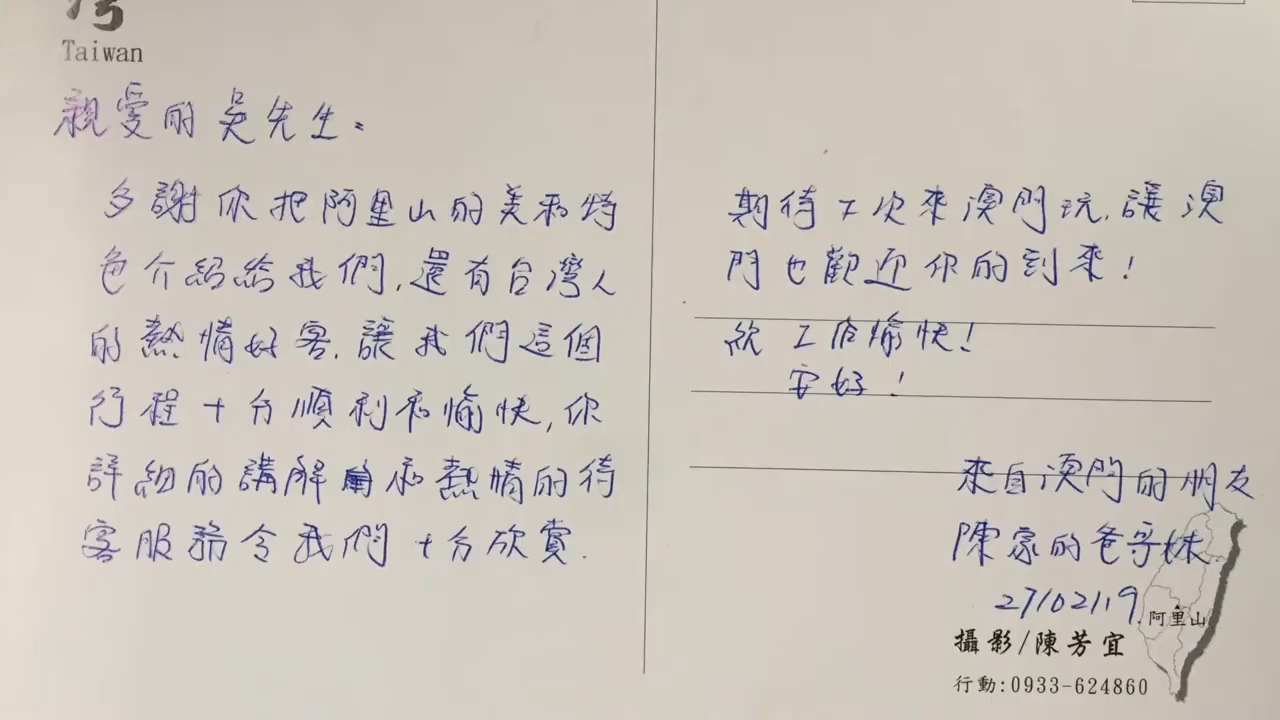 灣
Taiwan
親愛的吳先生：
多謝你把阿里山的美和特
色介紹給我們,還有台灣人
的熱情好客,讓我們這個
行程十分順利和愉快,你
詳細的講解和熱情的待
客服務令我們十分欣賞.
期待下次來澳門玩,讓澳
門也歡迎你的到來!
祝 工作愉快!
安好!
來自澳門的朋友
陳家的爸哥妹
27/02/19.
阿里山
攝影/陳芳宜
行動:0933-624860